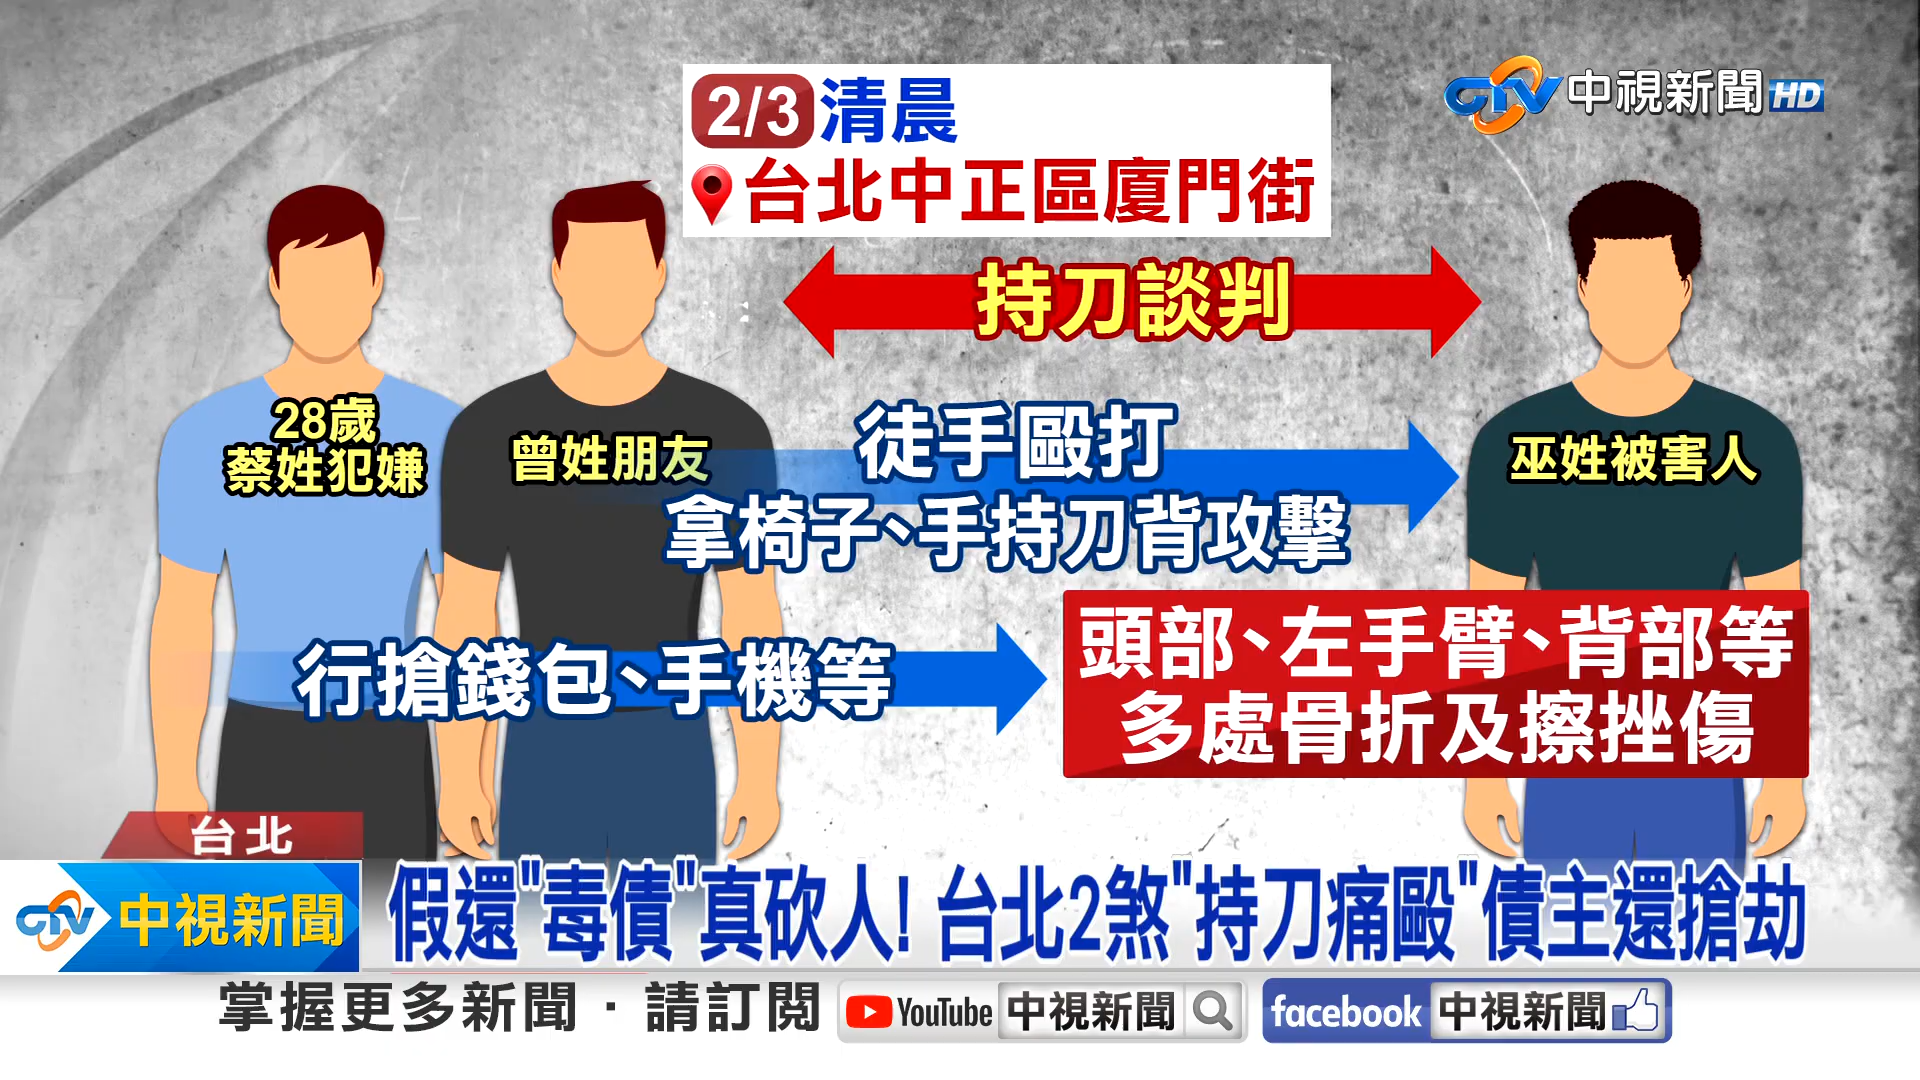 2/3清晨
台北中正區廈門街
CTV中視新聞HD
持刀談判
28歲
蔡姓犯嫌
曾姓朋友
徒手毆打
拿椅子、手持刀背攻擊
巫姓被害人
行搶錢包、手機等
頭部、左手臂、背部等
多處骨折及擦挫傷
台北
CTV中視新聞
假還"毒債"真砍人! 台北2煞"持刀痛毆"債主還搶劫
掌握更多新聞·請訂閱
YouTube 中視新聞
facebook 中視新聞